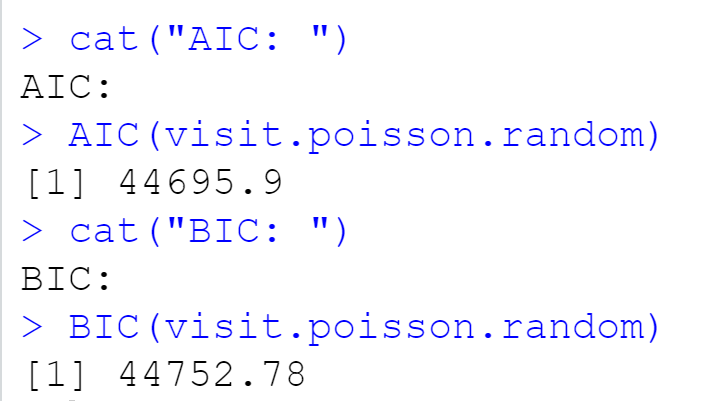 > cat("AIC: ")
AIC:
> AIC(visit.poisson.random)
[1] 44695.9
> cat("BIC: ")
BIC:
> BIC(visit.poisson.random)
[1] 44752.78